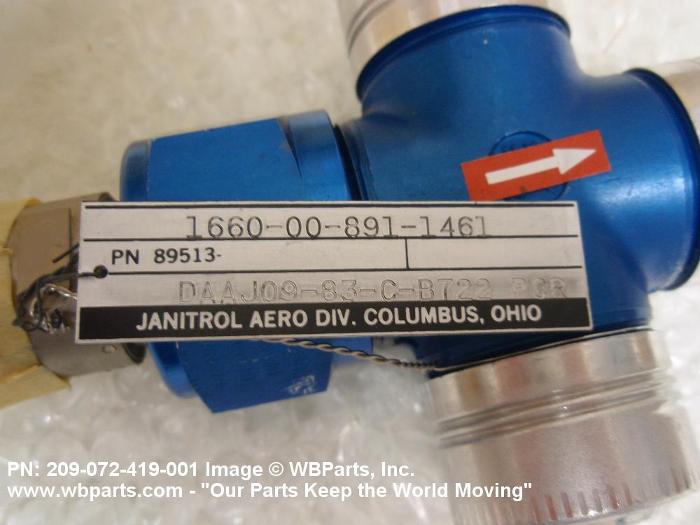 1660-00-891-1461
PN 89513-
DAAJ09-83-C-B722 PGR
JANITROL AERO DIV. COLUMBUS, OHIO
PN: 209-072-419-001 Image © WBParts, Inc.
www.wbparts.com - "Our Parts Keep the World Moving"